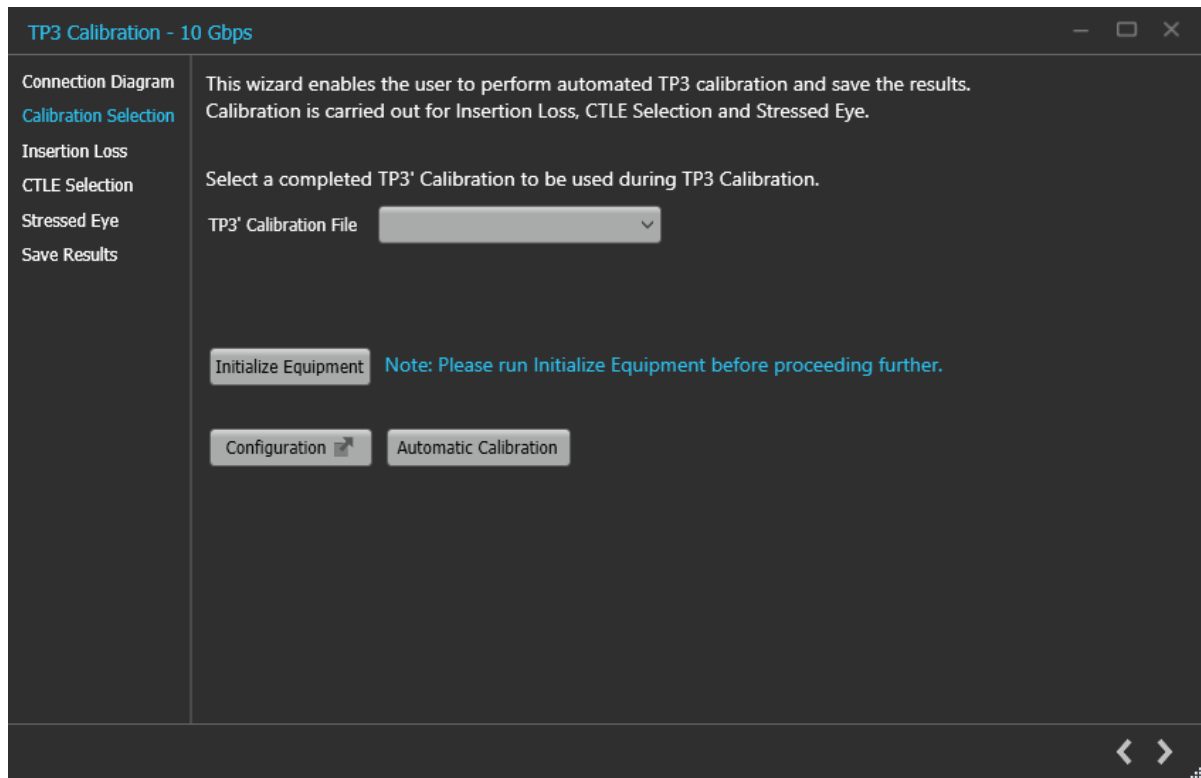 TP3 Calibration - 10 Gbps
Connection Diagram
Calibration Selection
Insertion Loss
CTLE Selection
Stressed Eye
Save Results
This wizard enables the user to perform automated TP3 calibration and save the results.
Calibration is carried out for Insertion Loss, CTLE Selection and Stressed Eye.
Select a completed TP3' Calibration to be used during TP3 Calibration.
TP3' Calibration File
Initialize Equipment
Note: Please run Initialize Equipment before proceeding further.
Configuration
Automatic Calibration